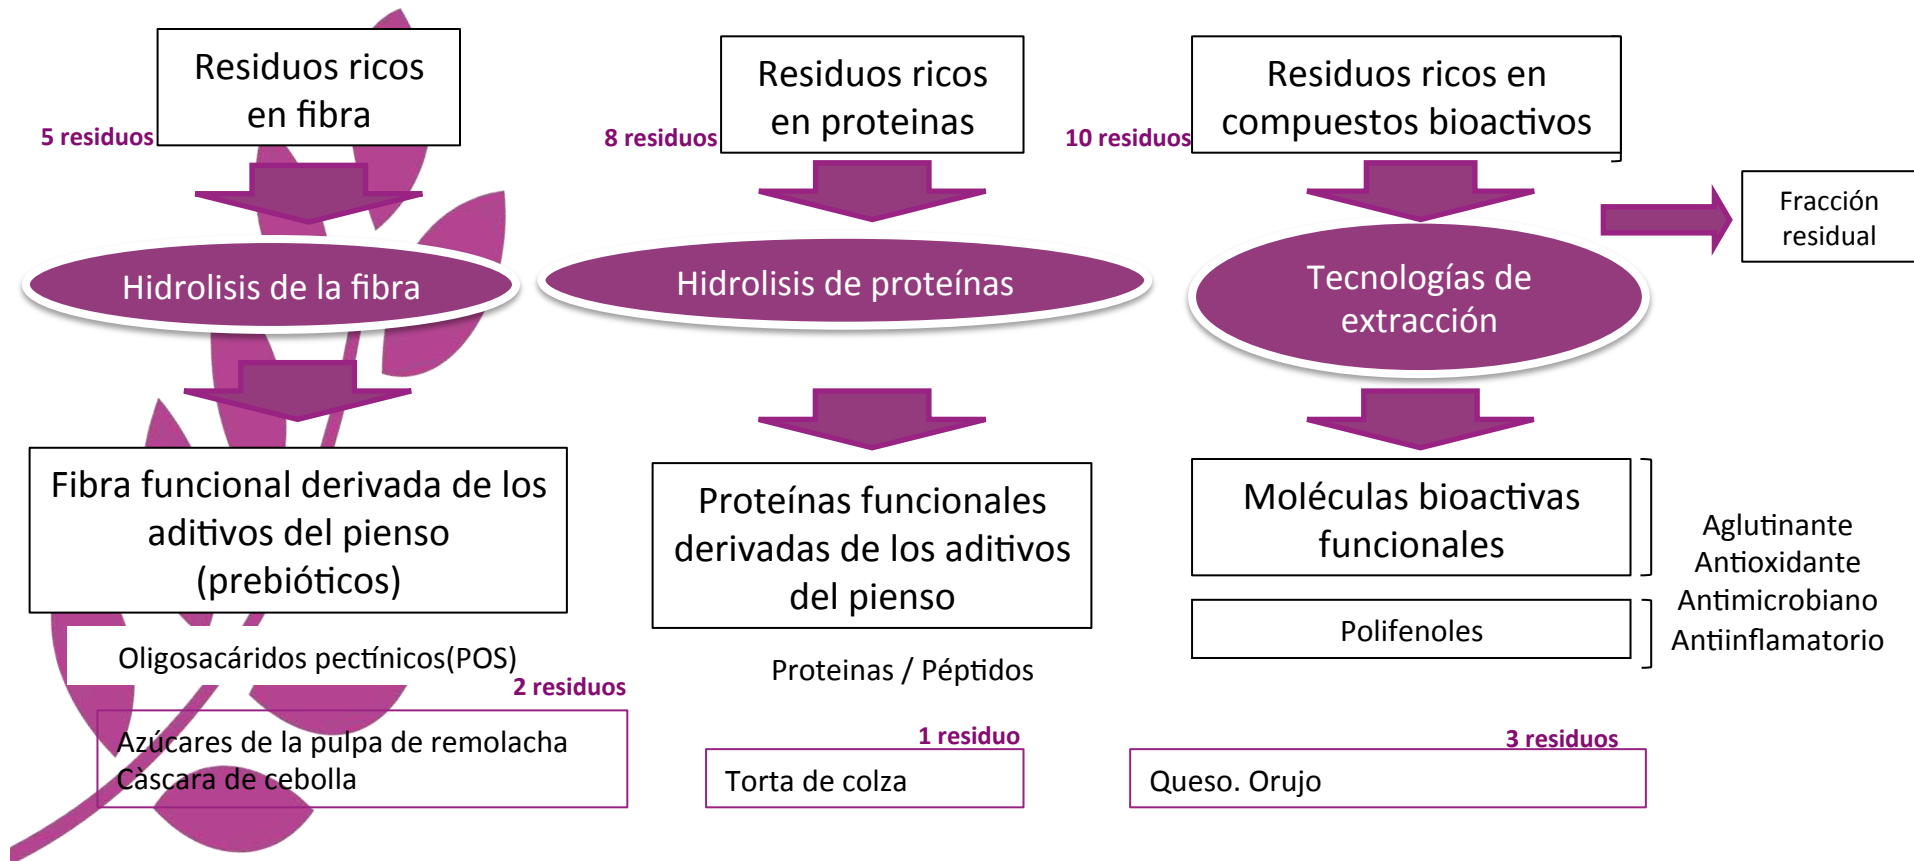 Residuos ricos
en fibra
5 residuos
Hidrolisis de la fibra
Fibra funcional derivada de los
aditivos del pienso
(prebióticos)
Oligosacáridos pectínicos(POS)
2 residuos
Azúcares de la pulpa de remolacha
Càscara de cebolla
Residuos ricos
en proteinas
8 residuos
Hidrolisis de proteínas
Proteínas funcionales
derivadas de los aditivos
del pienso
Proteinas / Péptidos
1 residuo
Torta de colza
Residuos ricos en
compuestos bioactivos
10 residuos
Tecnologías de
extracción
Fracción
residual
Moléculas bioactivas
funcionales
Polifenoles
Aglutinante
Antioxidante
Antimicrobiano
Antiinflamatorio
3 residuos
Queso. Orujo